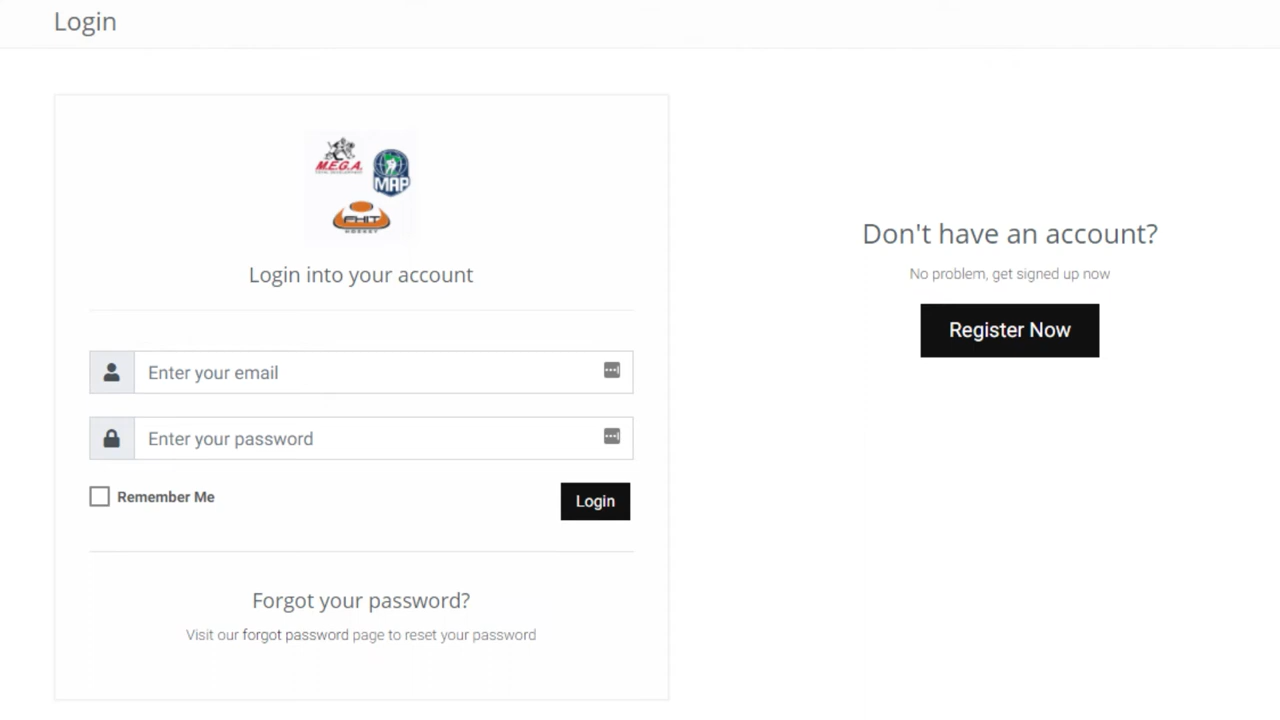 Login
M.E.G.A.
MAP
FHIT
HOCKEY
Login into your account
Enter your email
Enter your password
Remember Me
Login
Forgot your password?
Visit our forgot password page to reset your password
Don't have an account?
No problem, get signed up now
Register Now